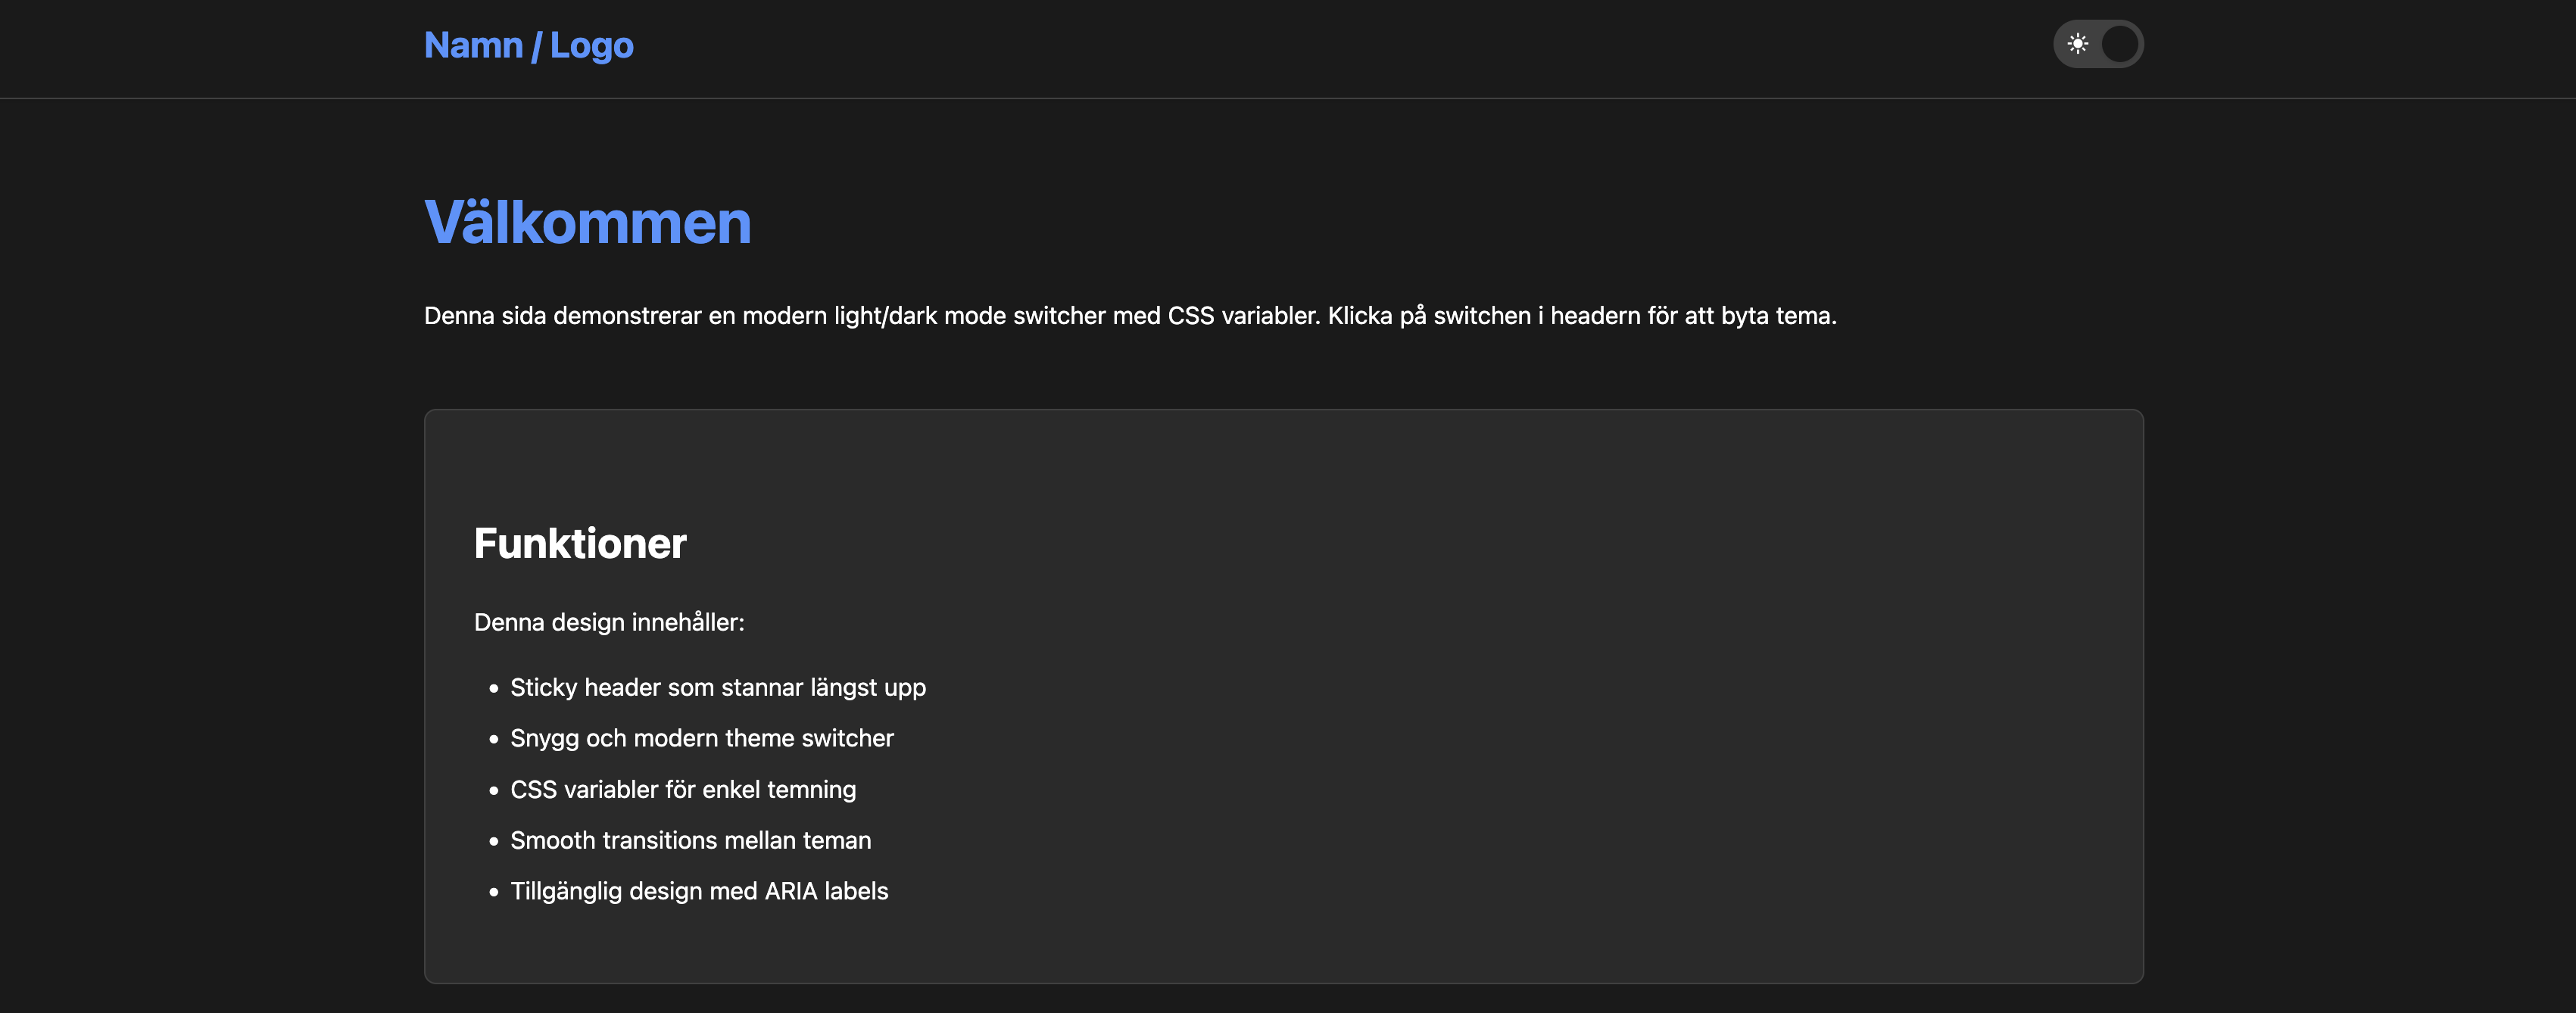 Namn / Logo
Välkommen
Denna sida demonstrerar en modern light/dark mode switcher med CSS variabler. Klicka på switchen i headern för att byta tema.
Funktioner
Denna design innehåller:
• Sticky header som stannar längst upp
• Snygg och modern theme switcher
• CSS variabler för enkel temning
• Smooth transitions mellan teman
• Tillgänglig design med ARIA labels